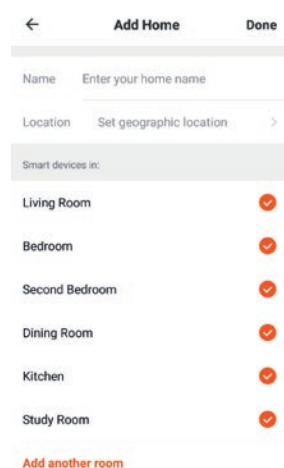 ← Add Home Done
Name Enter your home name
Location Set geographic location >
Smart devices in:
Living Room
Bedroom
Second Bedroom
Dining Room
Kitchen
Study Room
Add another room